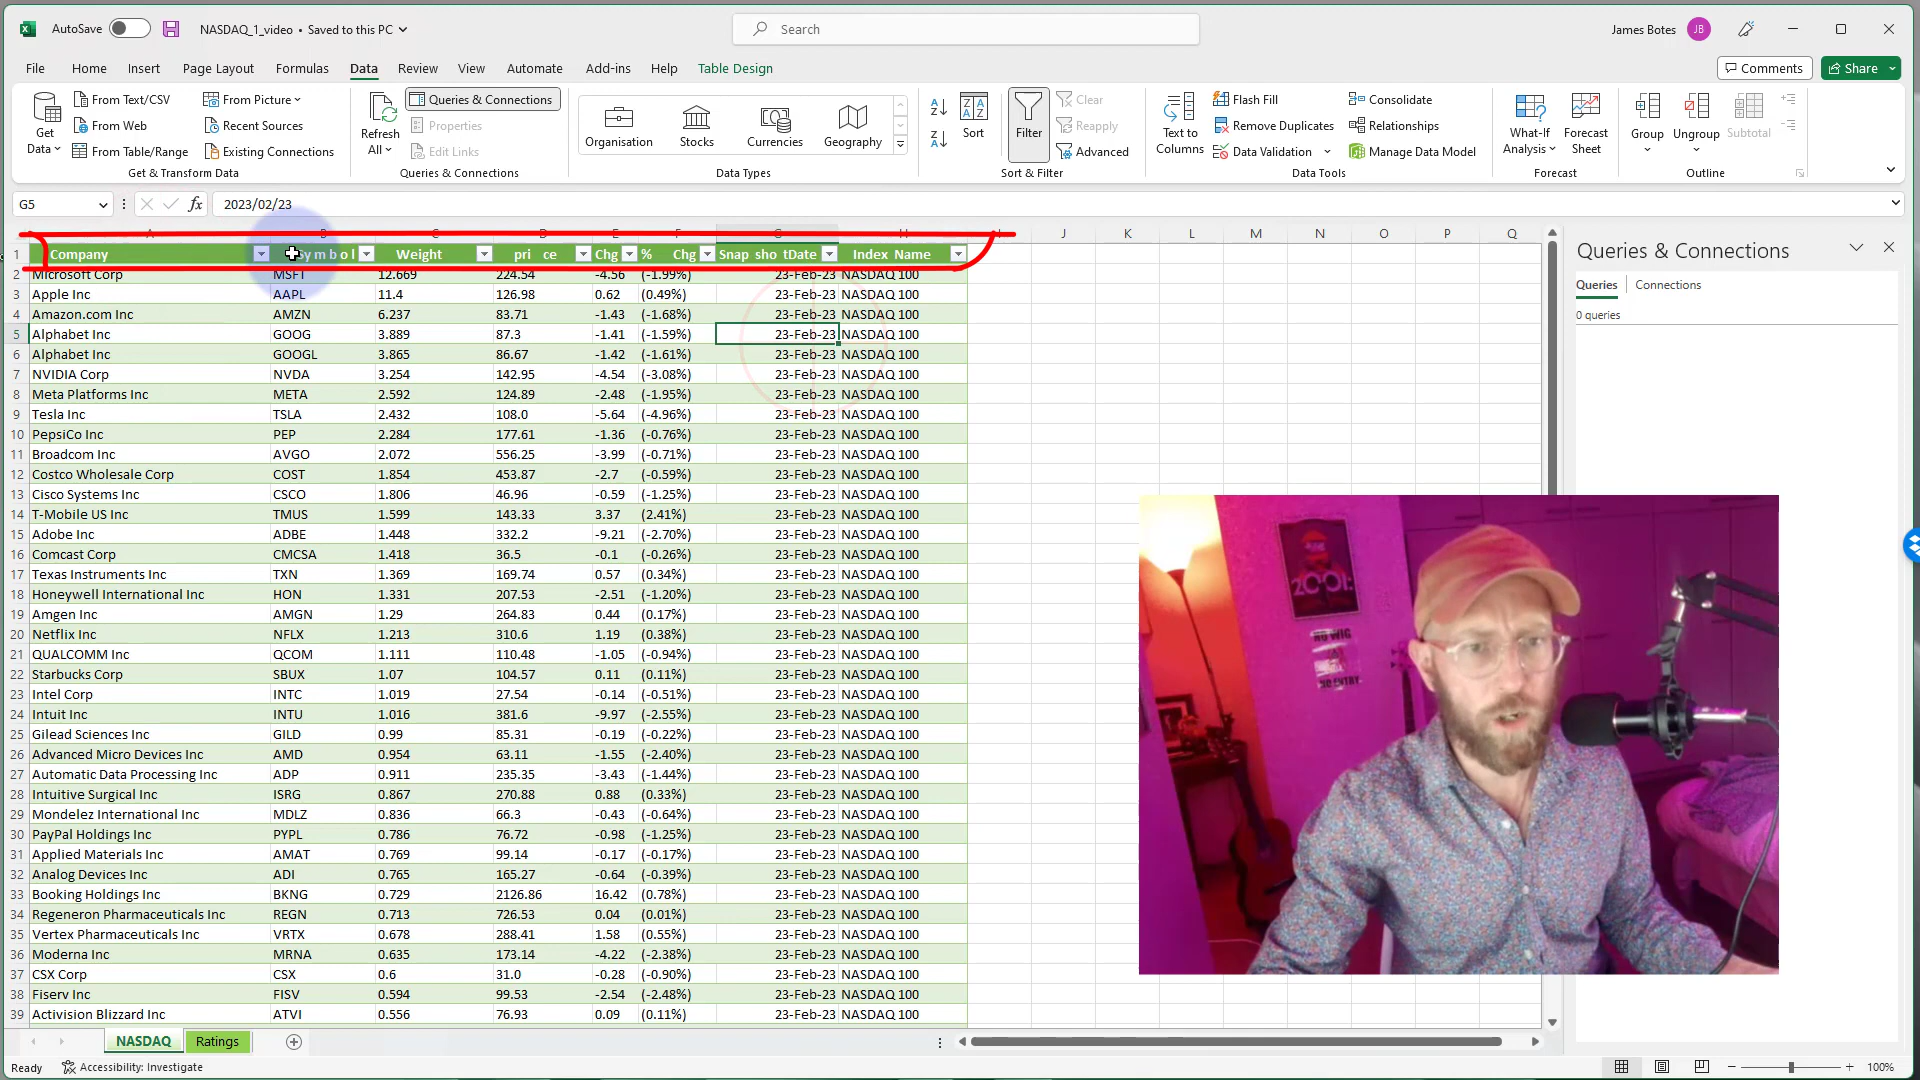 AutoSave NASDAQ_1_video • Saved to this PC Search James Botes JB
File Home Insert Page Layout Formulas Data Review View Automate Add-ins Help Table Design Comments Share
Get Data From Text/CSV From Web From Table/Range From Picture Recent Sources Existing Connections
Get & Transform Data
Refresh All Queries & Connections Properties Edit Links
Queries & Connections
Organisation Stocks Currencies Geography
Data Types
Sort Filter Clear Reapply Advanced
Sort & Filter
Text to Columns Flash Fill Remove Duplicates Data Validation Consolidate Relationships Manage Data Model
Data Tools
What-If Analysis Forecast Sheet
Forecast
Group Ungroup Subtotal
Outline
G5 fx 2023/02/23
J K L M N O P Q
1 Company Sy m b o l Weight pri ce Chg % Chg Snap sho tDate Index Name
2 Microsoft Corp MSFT 12.669 224.54 -4.56 (-1.99%) 23-Feb-23 NASDAQ 100
3 Apple Inc AAPL 11.4 126.98 0.62 (0.49%) 23-Feb-23 NASDAQ 100
4 Amazon.com Inc AMZN 6.237 83.71 -1.43 (-1.68%) 23-Feb-23 NASDAQ 100
5 Alphabet Inc GOOG 3.889 87.3 -1.41 (-1.59%) 23-Feb-23 NASDAQ 100
6 Alphabet Inc GOOGL 3.865 86.67 -1.42 (-1.61%) 23-Feb-23 NASDAQ 100
7 NVIDIA Corp NVDA 3.254 142.95 -4.54 (-3.08%) 23-Feb-23 NASDAQ 100
8 Meta Platforms Inc META 2.592 124.89 -2.48 (-1.95%) 23-Feb-23 NASDAQ 100
9 Tesla Inc TSLA 2.432 108.0 -5.64 (-4.96%) 23-Feb-23 NASDAQ 100
10 PepsiCo Inc PEP 2.284 177.61 -1.36 (-0.76%) 23-Feb-23 NASDAQ 100
11 Broadcom Inc AVGO 2.072 556.25 -3.99 (-0.71%) 23-Feb-23 NASDAQ 100
12 Costco Wholesale Corp COST 1.854 453.87 -2.7 (-0.59%) 23-Feb-23 NASDAQ 100
13 Cisco Systems Inc CSCO 1.806 46.96 -0.59 (-1.25%) 23-Feb-23 NASDAQ 100
14 T-Mobile US Inc TMUS 1.599 143.33 3.37 (2.41%) 23-Feb-23 NASDAQ 100
15 Adobe Inc ADBE 1.448 332.2 -9.21 (-2.70%) 23-Feb-23 NASDAQ 100
16 Comcast Corp CMCSA 1.418 36.5 -0.1 (-0.26%) 23-Feb-23 NASDAQ 100
17 Texas Instruments Inc TXN 1.369 169.74 0.57 (0.34%) 23-Feb-23 NASDAQ 100
18 Honeywell International Inc HON 1.331 207.53 -2.51 (-1.20%) 23-Feb-23 NASDAQ 100
19 Amgen Inc AMGN 1.29 264.83 0.44 (0.17%) 23-Feb-23 NASDAQ 100
20 Netflix Inc NFLX 1.213 310.6 1.19 (0.38%) 23-Feb-23 NASDAQ 100
21 QUALCOMM Inc QCOM 1.111 110.48 -1.05 (-0.94%) 23-Feb-23 NASDAQ 100
22 Starbucks Corp SBUX 1.07 104.57 0.11 (0.11%) 23-Feb-23 NASDAQ 100
23 Intel Corp INTC 1.019 27.54 -0.14 (-0.51%) 23-Feb-23 NASDAQ 100
24 Intuit Inc INTU 1.016 381.6 -9.97 (-2.55%) 23-Feb-23 NASDAQ 100
25 Gilead Sciences Inc GILD 0.99 85.31 -0.19 (-0.22%) 23-Feb-23 NASDAQ 100
26 Advanced Micro Devices Inc AMD 0.954 63.11 -1.55 (-2.40%) 23-Feb-23 NASDAQ 100
27 Automatic Data Processing Inc ADP 0.911 235.35 -3.43 (-1.44%) 23-Feb-23 NASDAQ 100
28 Intuitive Surgical Inc ISRG 0.867 270.88 0.88 (0.33%) 23-Feb-23 NASDAQ 100
29 Mondelez International Inc MDLZ 0.836 66.3 -0.43 (-0.64%) 23-Feb-23 NASDAQ 100
30 PayPal Holdings Inc PYPL 0.786 76.72 -0.98 (-1.25%) 23-Feb-23 NASDAQ 100
31 Applied Materials Inc AMAT 0.769 99.14 -0.17 (-0.17%) 23-Feb-23 NASDAQ 100
32 Analog Devices Inc ADI 0.765 165.27 -0.64 (-0.39%) 23-Feb-23 NASDAQ 100
33 Booking Holdings Inc BKNG 0.729 2126.86 16.42 (0.78%) 23-Feb-23 NASDAQ 100
34 Regeneron Pharmaceuticals Inc REGN 0.713 726.53 0.04 (0.01%) 23-Feb-23 NASDAQ 100
35 Vertex Pharmaceuticals Inc VRTX 0.678 288.41 1.58 (0.55%) 23-Feb-23 NASDAQ 100
36 Moderna Inc MRNA 0.635 173.14 -4.22 (-2.38%) 23-Feb-23 NASDAQ 100
37 CSX Corp CSX 0.6 31.0 -0.28 (-0.90%) 23-Feb-23 NASDAQ 100
38 Fiserv Inc FISV 0.594 99.53 -2.54 (-2.48%) 23-Feb-23 NASDAQ 100
39 Activision Blizzard Inc ATVI 0.556 76.93 0.09 (0.11%) 23-Feb-23 NASDAQ 100
Queries & Connections
Queries Connections
0 queries
2001:
NO WIG
NO ENTRY
NASDAQ Ratings
Ready Accessibility: Investigate 100%